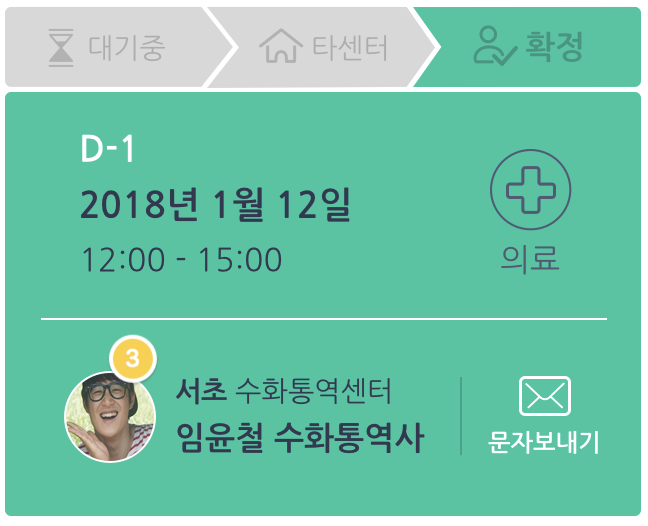 대기중
타센터
확정
D-1
2018년 1월 12일
12:00 - 15:00
의료
3
서초 수화통역센터
임윤철 수화통역사
문자보내기